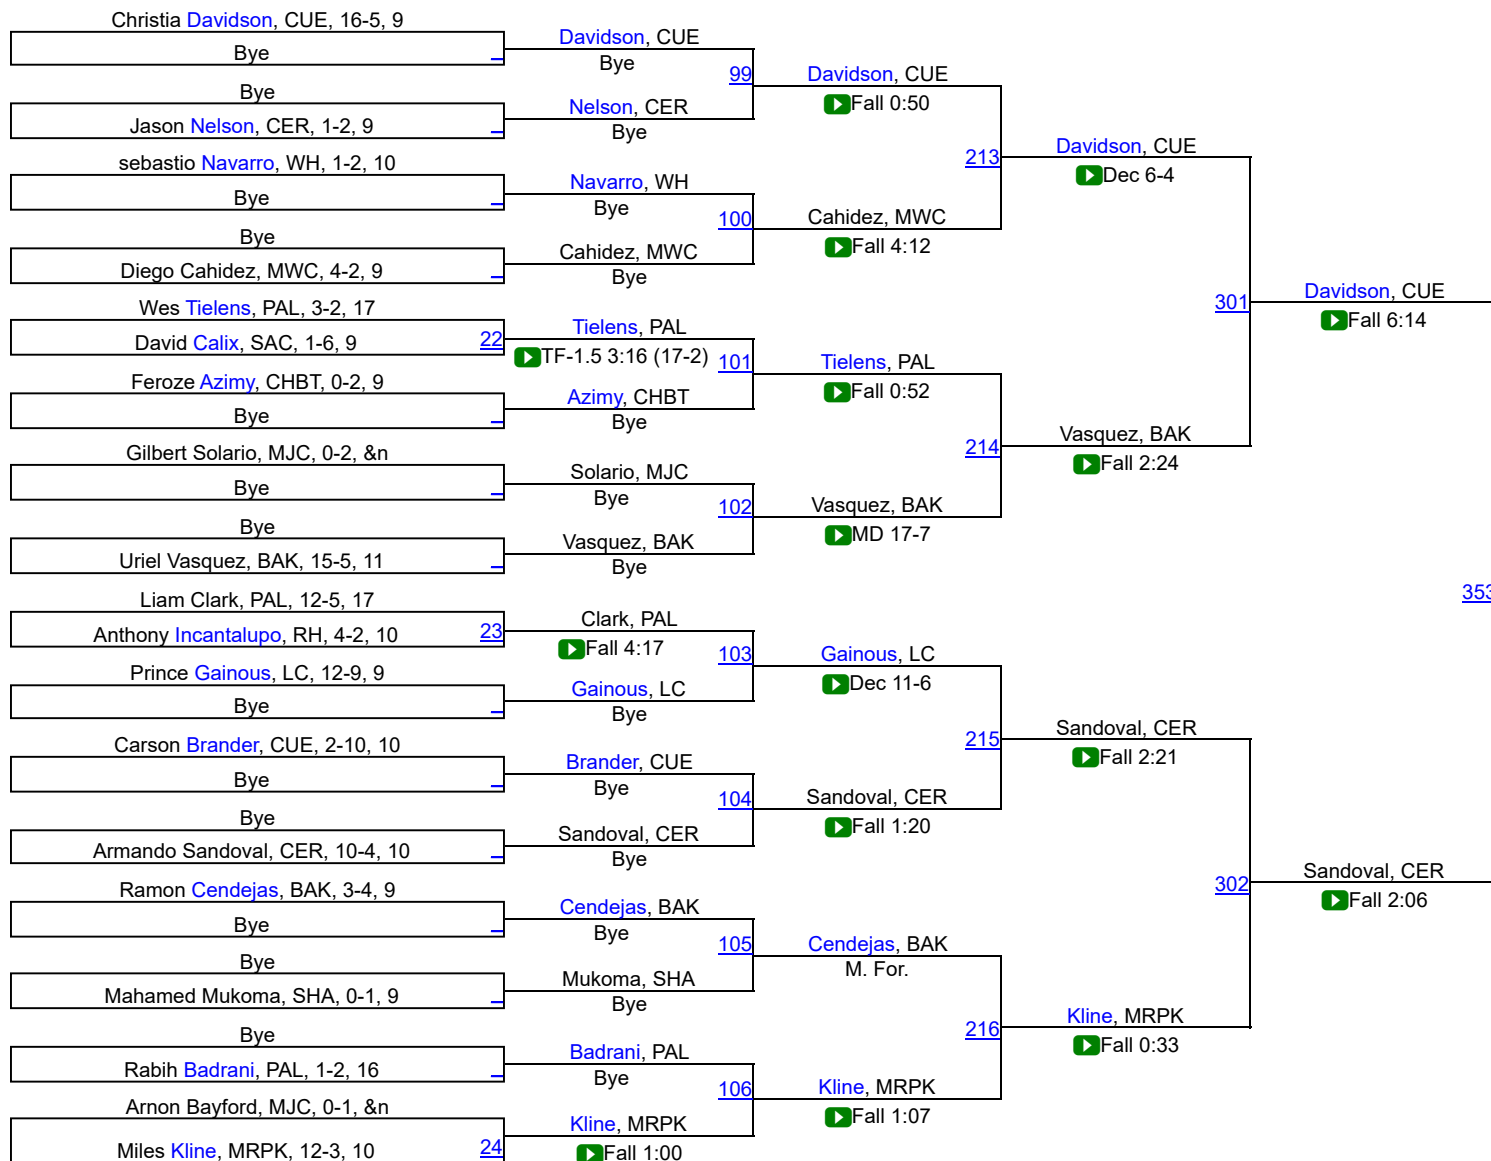 Christia Davidson, CUE, 16-5, 9
Bye
Bye
Jason Nelson, CER, 1-2, 9
sebastio Navarro, WH, 1-2, 10
Bye
Bye
Diego Cahidez, MWC, 4-2, 9
Wes Tielens, PAL, 3-2, 17
David Calix, SAC, 1-6, 9
22
Feroze Azimy, CHBT, 0-2, 9
Bye
Gilbert Solario, MJC, 0-2, &n
Bye
Bye
Uriel Vasquez, BAK, 15-5, 11
Liam Clark, PAL, 12-5, 17
Anthony Incantalupo, RH, 4-2, 10
23
Prince Gainous, LC, 12-9, 9
Bye
Carson Brander, CUE, 2-10, 10
Bye
Bye
Armando Sandoval, CER, 10-4, 10
Ramon Cendejas, BAK, 3-4, 9
Bye
Bye
Mahamed Mukoma, SHA, 0-1, 9
Bye
Rabih Badrani, PAL, 1-2, 16
Arnon Bayford, MJC, 0-1, &n
Miles Kline, MRPK, 12-3, 10
24
Davidson, CUE
Bye
99
Nelson, CER
Bye
Navarro, WH
Bye
100
Cahidez, MWC
Bye
Tielens, PAL
TF-1.5 3:16 (17-2)
101
Azimy, CHBT
Bye
Solario, MJC
Bye
102
Vasquez, BAK
Bye
Clark, PAL
Fall 4:17
103
Gainous, LC
Bye
Brander, CUE
Bye
104
Sandoval, CER
Bye
Cendejas, BAK
Bye
105
Mukoma, SHA
Bye
Badrani, PAL
Bye
106
Kline, MRPK
Fall 1:00
Davidson, CUE
Fall 0:50
213
Cahidez, MWC
Fall 4:12
Tielens, PAL
Fall 0:52
214
Vasquez, BAK
MD 17-7
Gainous, LC
Dec 11-6
215
Sandoval, CER
Fall 1:20
Cendejas, BAK
M. For.
216
Kline, MRPK
Fall 1:07
Davidson, CUE
Dec 6-4
301
Vasquez, BAK
Fall 2:24
Sandoval, CER
Fall 2:21
302
Kline, MRPK
Fall 0:33
Davidson, CUE
Fall 6:14
353
Sandoval, CER
Fall 2:06